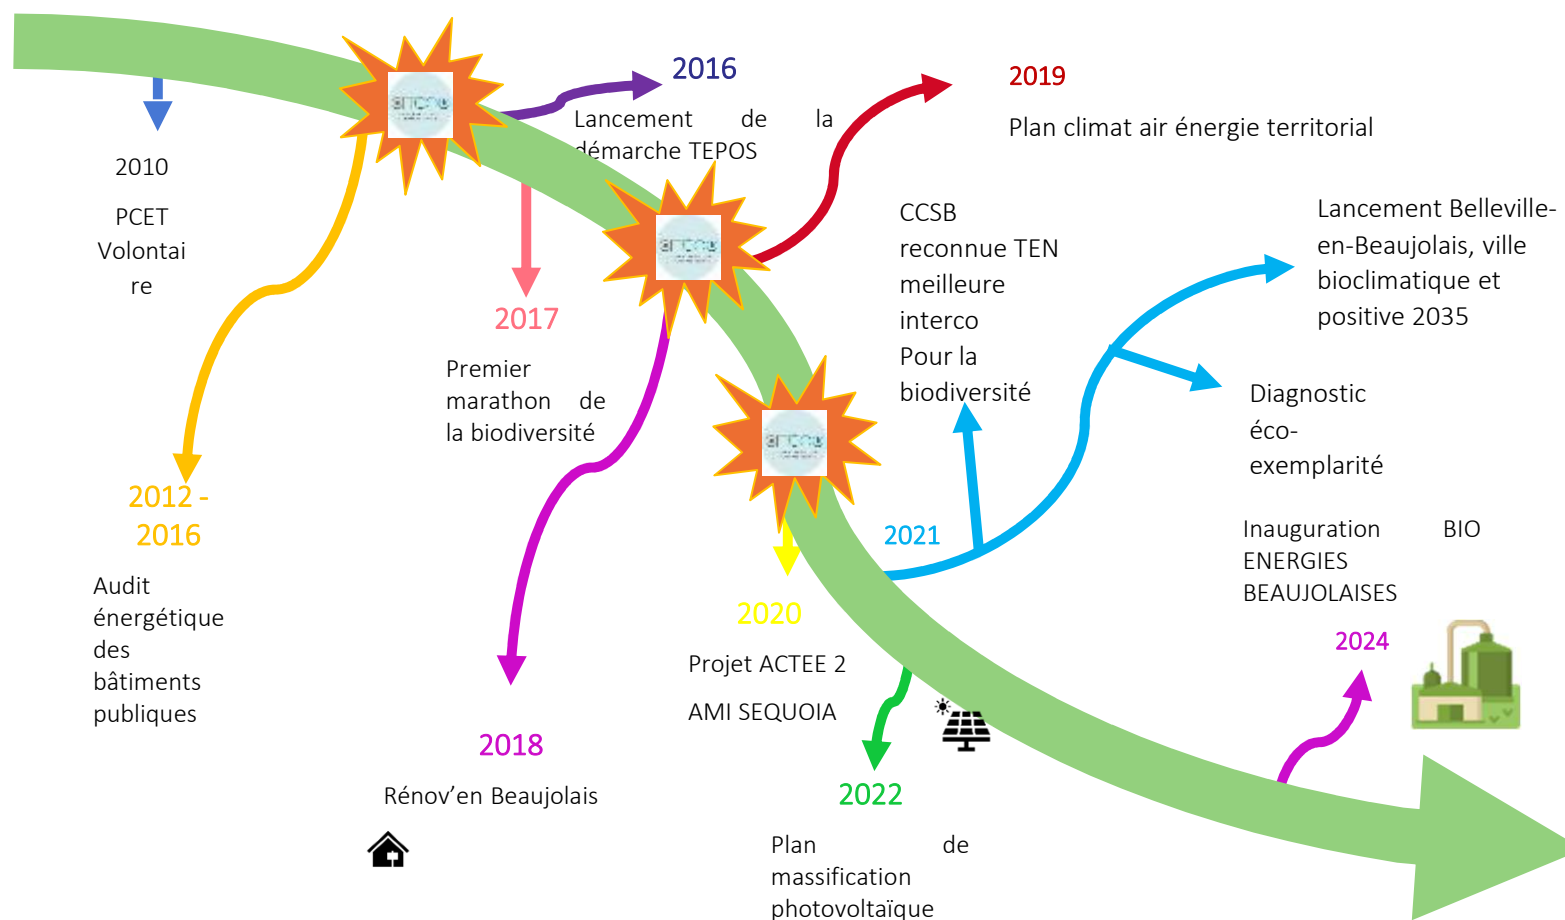 2010
PCET
Volontai
re
2012 -
2016
Audit
énergétique
des
bâtiments
publiques
2016
Lancement de la
démarche TEPOS
2017
Premier
marathon de
la biodiversité
2018
Rénov’en Beaujolais
2019
Plan climat air énergie territorial
2020
Projet ACTEE 2
AMI SEQUOIA
2021
CCSB
reconnue TEN
meilleure
interco
Pour la
biodiversité
Lancement Belleville-
en-Beaujolais, ville
bioclimatique et
positive 2035
Diagnostic
éco-
exemplarité
2022
Plan de
massification
photovoltaïque
Inauguration BIO
ENERGIES
BEAUJOLAISES
2024